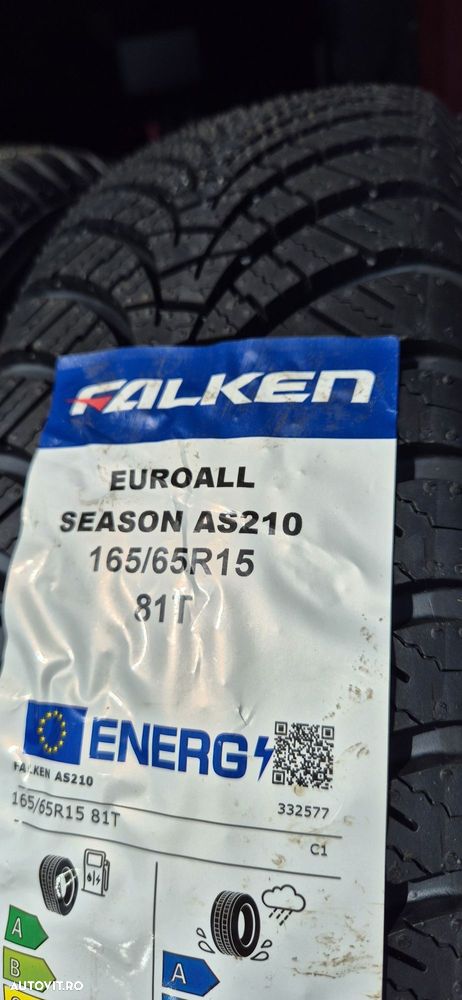 FALKEN
EUROALL
SEASON AS210
165/65R15
81T
ENERG
FALKEN AS210
332577
165/65R15 81T
C1
A
A
B
AUTOVIT.RO